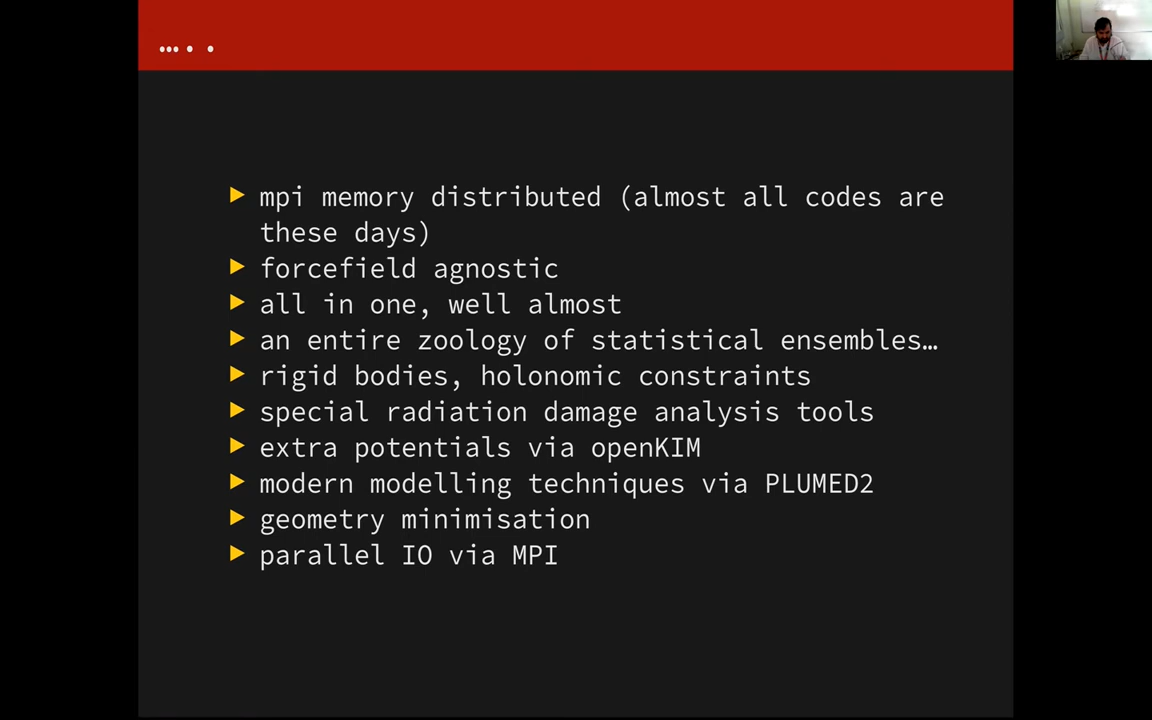 …• •
mpi memory distributed (almost all codes are
these days)
forcefield agnostic
all in one, well almost
an entire zoology of statistical ensembles…
rigid bodies, holonomic constraints
special radiation damage analysis tools
extra potentials via openKIM
modern modelling techniques via PLUMED2
geometry minimisation
parallel IO via MPI